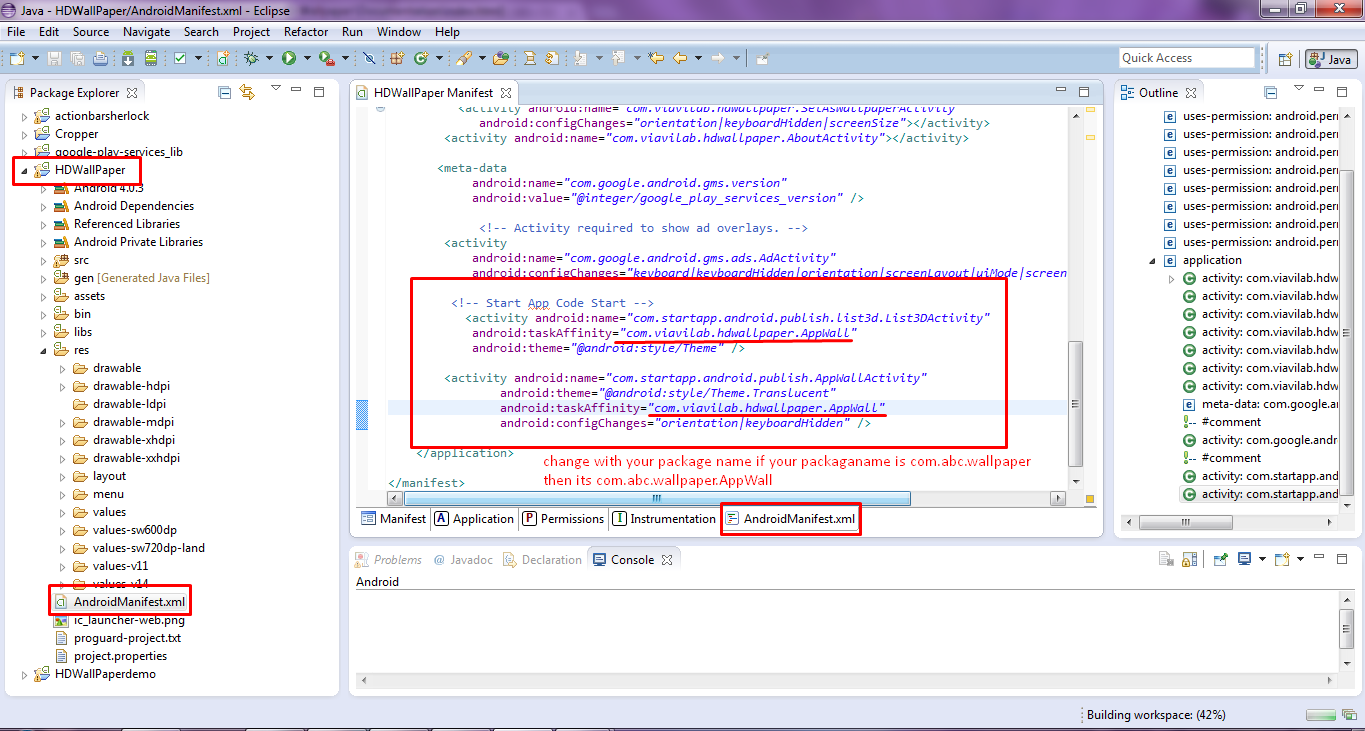 Java - HDWallPaper/AndroidManifest.xml - Eclipse
File Edit Source Navigate Search Project Refactor Run Window Help
Quick Access
Java
Package Explorer
actionbarsherlock
Cropper
google-play-services_lib
HDWallPaper
Android 4.0.3
Android Dependencies
Referenced Libraries
Android Private Libraries
src
gen [Generated Java Files]
assets
bin
libs
res
drawable
drawable-hdpi
drawable-ldpi
drawable-mdpi
drawable-xhdpi
drawable-xxhdpi
layout
menu
values
values-sw600dp
values-sw720dp-land
values-v11
values-v14
AndroidManifest.xml
ic_launcher-web.png
proguard-project.txt
project.properties
HDWallPaperdemo
HDWallPaper Manifest
<activity android:name="com.viavilab.hdwallpaper.SetAsWallpaperActivity"
android:configChanges="orientation|keyboardHidden|screenSize"></activity>
<activity android:name="com.viavilab.hdwallpaper.AboutActivity"></activity>
<meta-data
android:name="com.google.android.gms.version"
android:value="@integer/google_play_services_version" />
<!-- Activity required to show ad overlays. -->
<activity
android:name="com.google.android.gms.ads.AdActivity"
android:configChanges="keyboard|keyboardHidden|orientation|screenLayout|uiMode|screen
<!-- Start App Code Start -->
<activity android:name="com.startapp.android.publish.list3d.List3DActivity"
android:taskAffinity="com.viavilab.hdwallpaper.AppWall"
android:theme="@android:style/Theme" />
<activity android:name="com.startapp.android.publish.AppWallActivity"
android:theme="@android:style/Theme.Translucent"
android:taskAffinity="com.viavilab.hdwallpaper.AppWall"
android:configChanges="orientation|keyboardHidden" />
</application>
change with your package name if your packaganame is com.abc.wallpaper
then its com.abc.wallpaper.AppWall
</manifest>
Manifest A Application P Permissions I Instrumentation AndroidManifest.xml
Outline
uses-permission: android.per
uses-permission: android.per
uses-permission: android.per
uses-permission: android.per
uses-permission: android.per
uses-permission: android.per
uses-permission: android.per
uses-permission: android.per
application
activity: com.viavilab.hdw
activity: com.viavilab.hdw
activity: com.viavilab.hdw
activity: com.viavilab.hdw
activity: com.viavilab.hdw
activity: com.viavilab.hdw
activity: com.viavilab.hdw
meta-data: com.google.an
#comment
activity: com.google.andr
#comment
activity: com.startapp.and
activity: com.startapp.and
Problems @ Javadoc Declaration Console
Android
Building workspace: (42%)